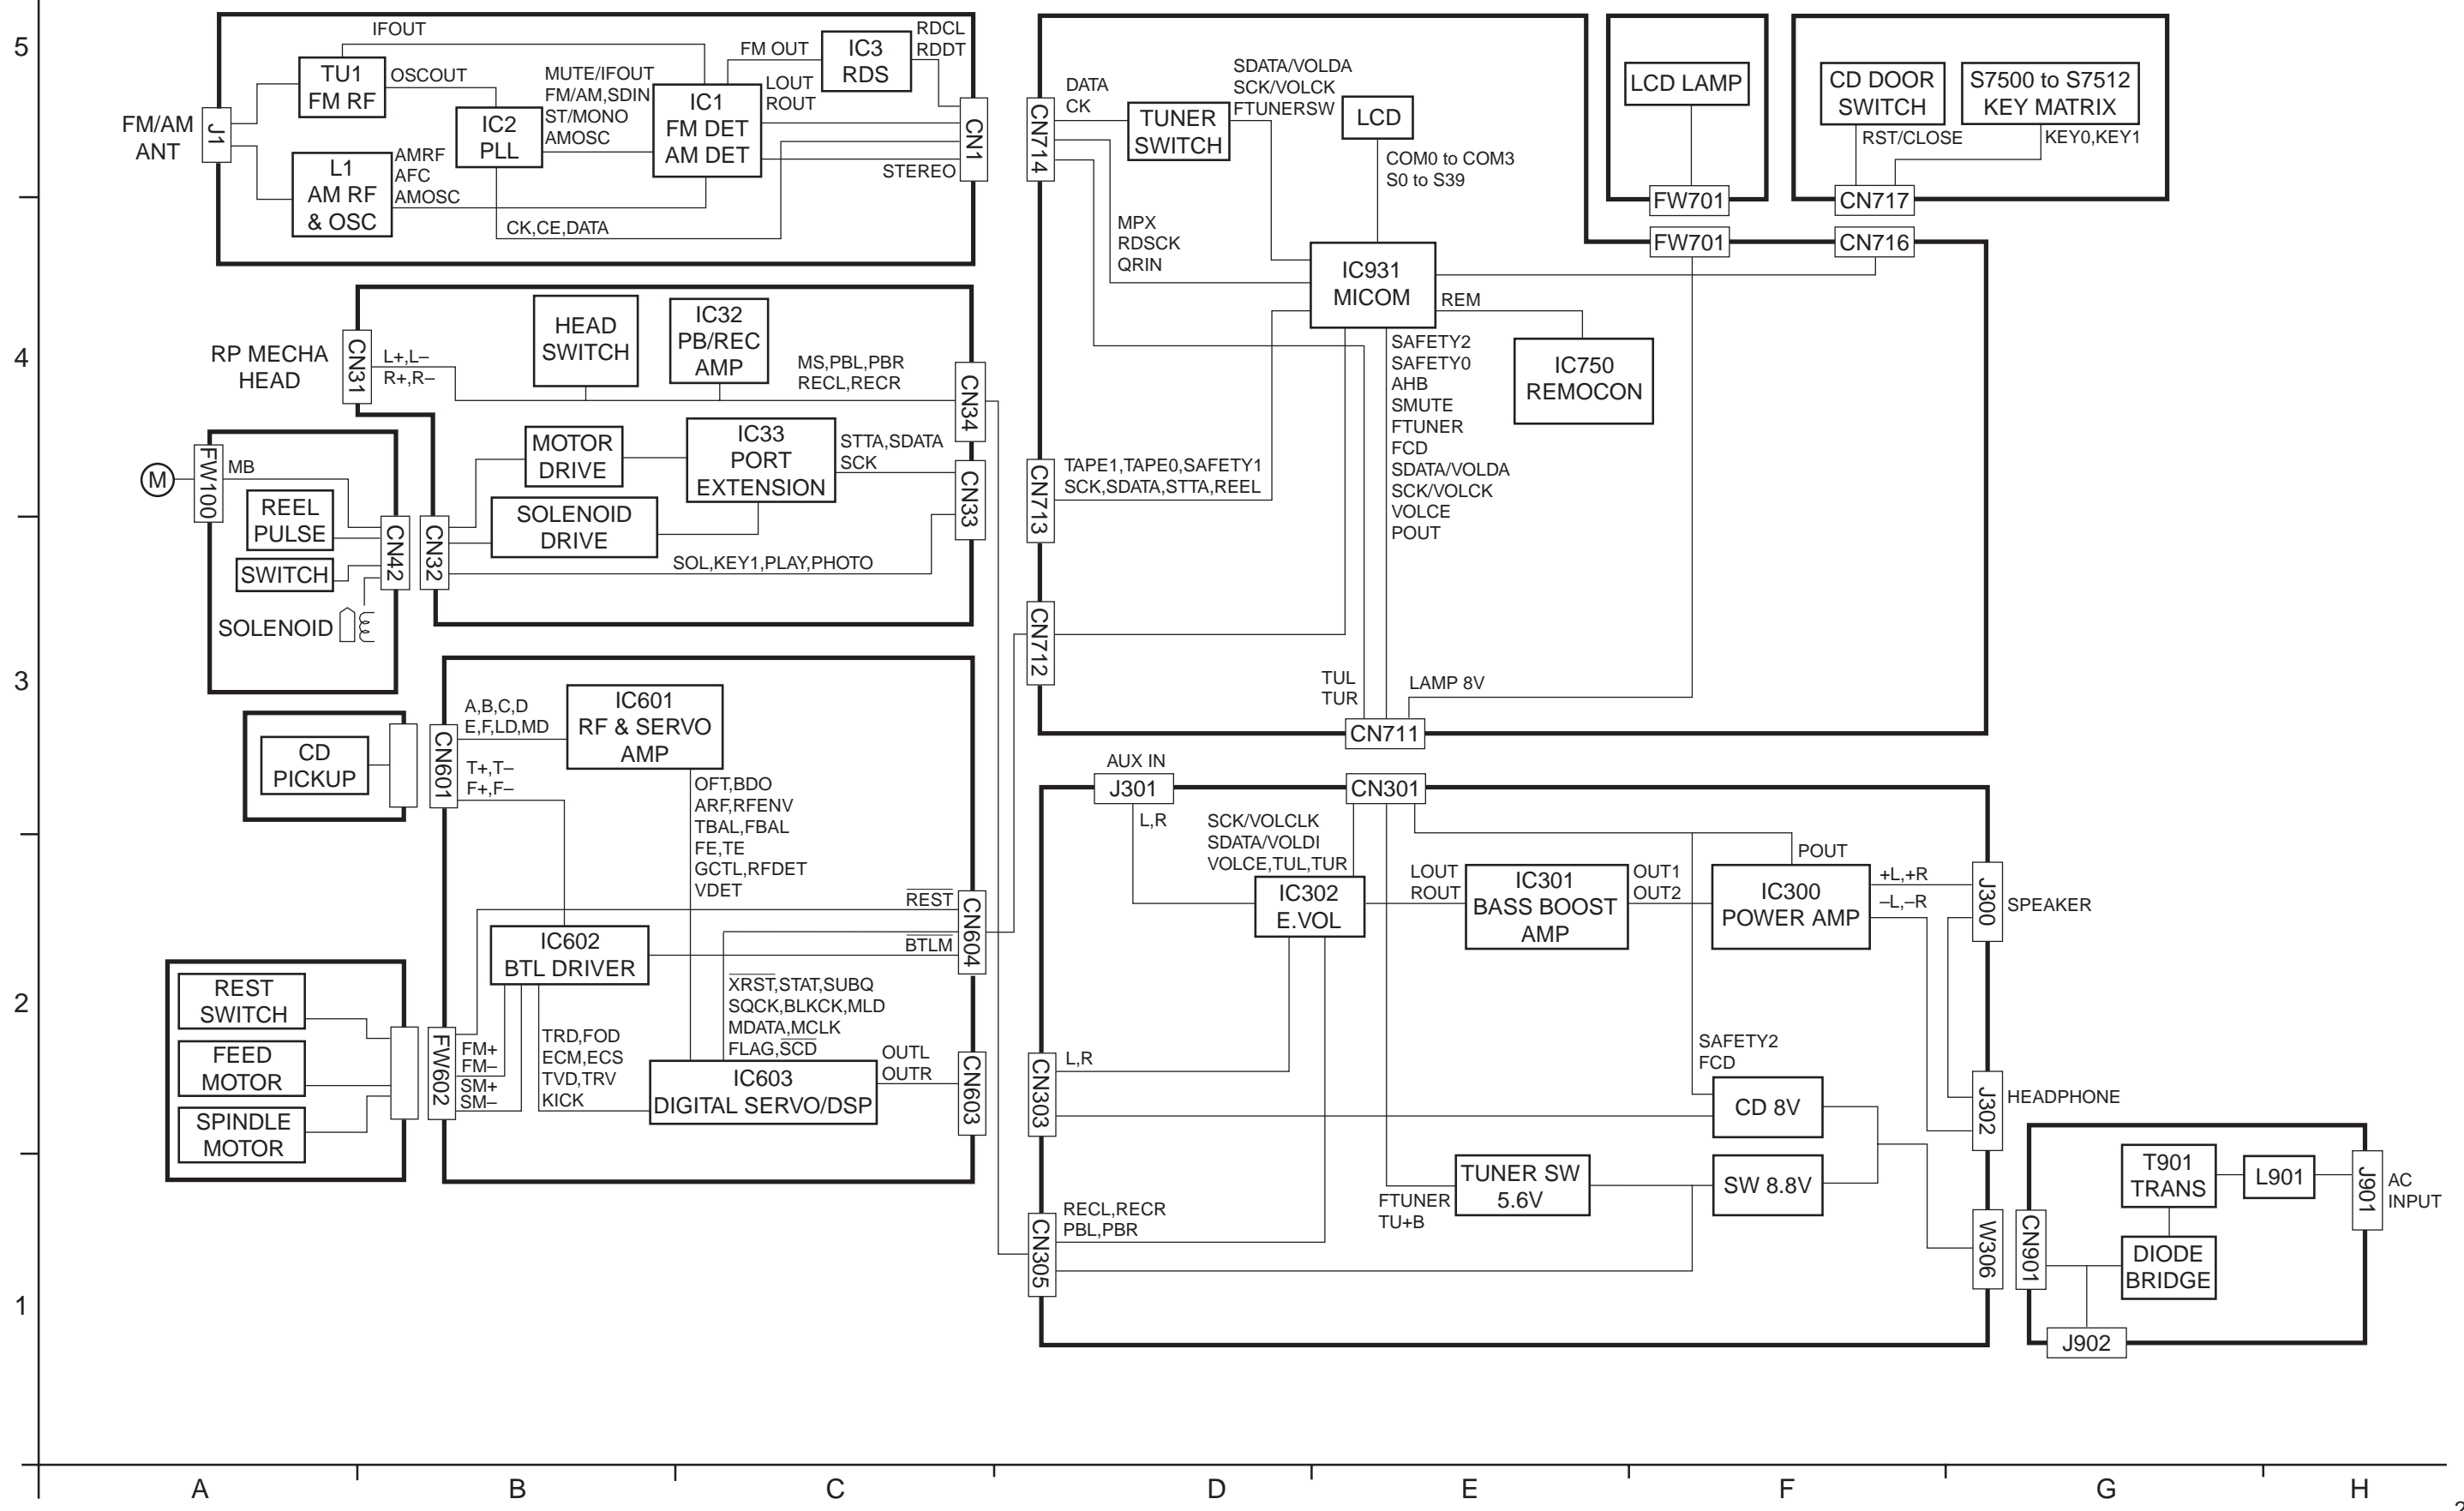 5
IFOUT
TU1
FM RF
OSCOUT
MUTE/IFOUT
FM/AM,SDIN
ST/MONO
AMOSC
FM OUT
IC3
RDS
RDCL
RDDT
LOUT
ROUT
IC1
FM DET
AM DET
IC2
PLL
FM/AM
ANT
J1
L1
AM RF
& OSC
AMRF
AFC
AMOSC
CK,CE,DATA
STEREO
CN1
CN714
DATA
CK
TUNER
SWITCH
SDATA/VOLDA
SCK/VOLCK
FTUNERSW
LCD
COM0 to COM3
S0 to S39
MPX
RDSCK
QRIN
LCD LAMP
FW701
FW701
CD DOOR
SWITCH
S7500 to S7512
KEY MATRIX
RST/CLOSE
KEY0,KEY1
CN717
CN716
IC931
MICOM
REM
IC750
REMOCON
SAFETY2
SAFETY0
AHB
SMUTE
FTUNER
FCD
SDATA/VOLDA
SCK/VOLCK
VOLCE
POUT
4
RP MECHA
HEAD
CN31
L+,L–
R+,R–
HEAD
SWITCH
IC32
PB/REC
AMP
MS,PBL,PBR
RECL,RECR
CN34
MOTOR
DRIVE
IC33
PORT
EXTENSION
STTA,SDATA
SCK
CN33
SOLENOID
DRIVE
SOL,KEY1,PLAY,PHOTO
CN32
M
FW100
MB
REEL
PULSE
SWITCH
CN42
SOLENOID
TAPE1,TAPE0,SAFETY1
SCK,SDATA,STTA,REEL
CN713
CN712
TUL
TUR
LAMP 8V
CN711
3
CD
PICKUP
CN601
A,B,C,D
E,F,LD,MD
T+,T–
F+,F–
IC601
RF & SERVO
AMP
OFT,BDO
ARF,RFENV
TBAL,FBAL
FE,TE
GCTL,RFDET
VDET
REST
BTLM
CN604
IC602
BTL DRIVER
XRST,STAT,SUBQ
SQCK,BLKCK,MLD
MDATA,MCLK
FLAG,SCD
TRD,FOD
ECM,ECS
TVD,TRV
KICK
IC603
DIGITAL SERVO/DSP
OUTL
OUTR
CN603
2
REST
SWITCH
FEED
MOTOR
SPINDLE
MOTOR
FW602
FM+
FM–
SM+
SM–
AUX IN
J301
L,R
CN301
SCK/VOLCLK
SDATA/VOLDI
VOLCE,TUL,TUR
IC302
E.VOL
LOUT
ROUT
IC301
BASS BOOST
AMP
OUT1
OUT2
POUT
IC300
POWER AMP
+L,+R
–L,–R
J300
SPEAKER
L,R
CN303
SAFETY2
FCD
CD 8V
J302
HEADPHONE
TUNER SW
5.6V
SW 8.8V
FTUNER
TU+B
RECL,RECR
PBL,PBR
CN305
W306
CN901
T901
TRANS
L901
J901
AC
INPUT
DIODE
BRIDGE
J902
1
A
B
C
D
E
F
G
H